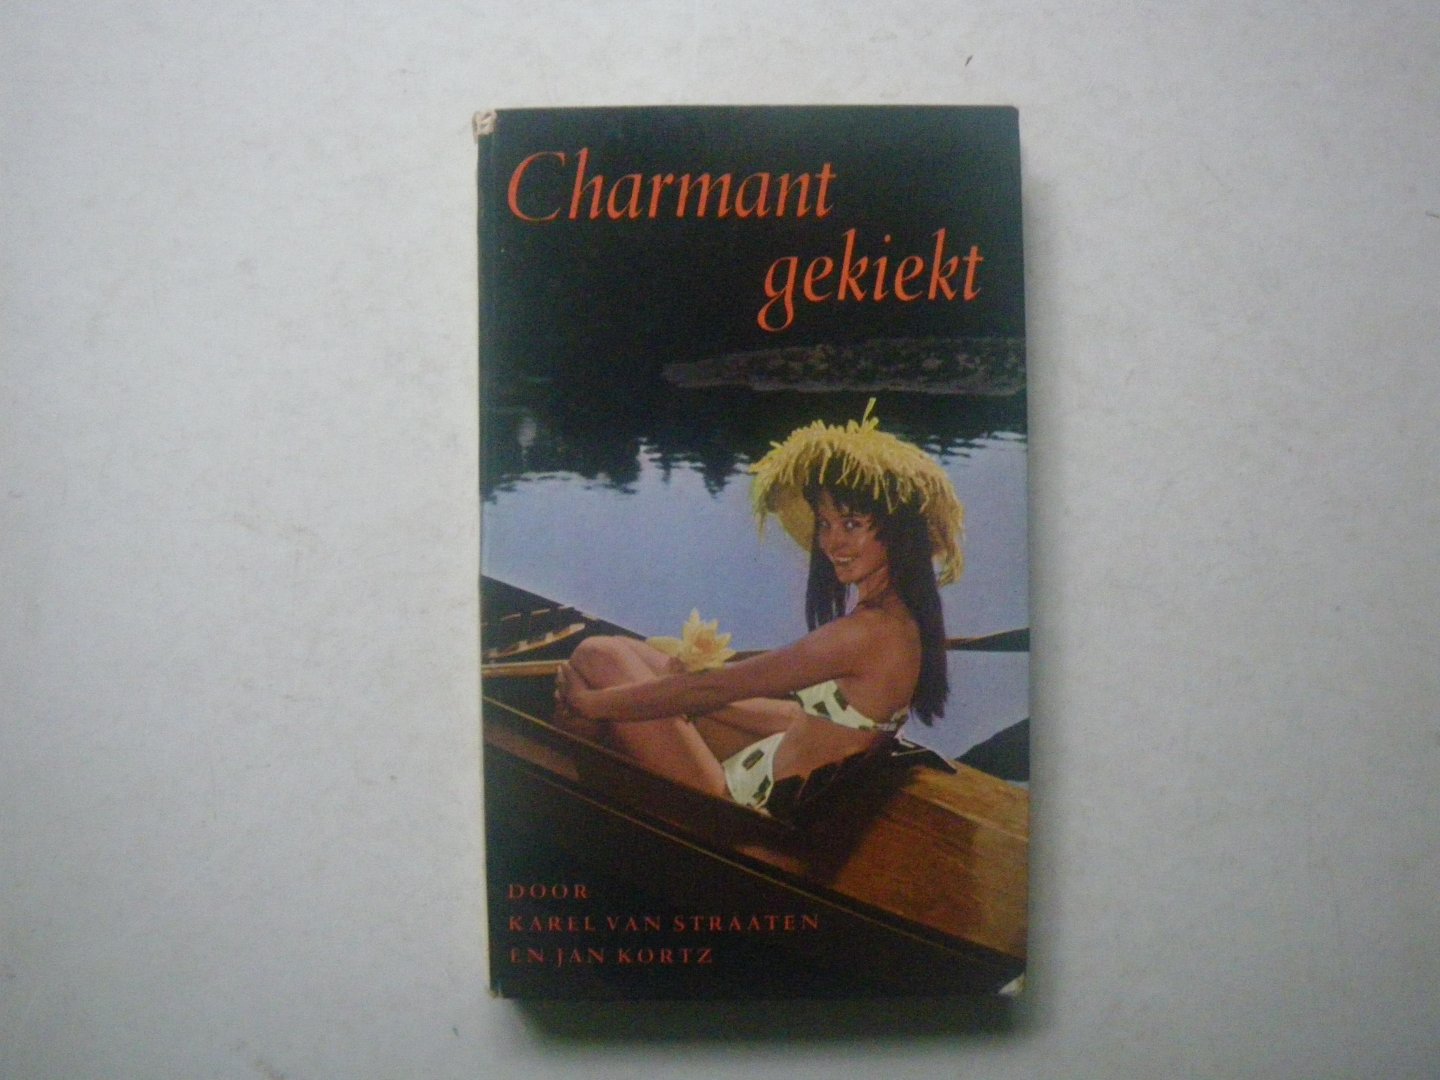 Charmant
gekiekt
DOOR
KAREL VAN STRAATEN
EN JAN KORTZ